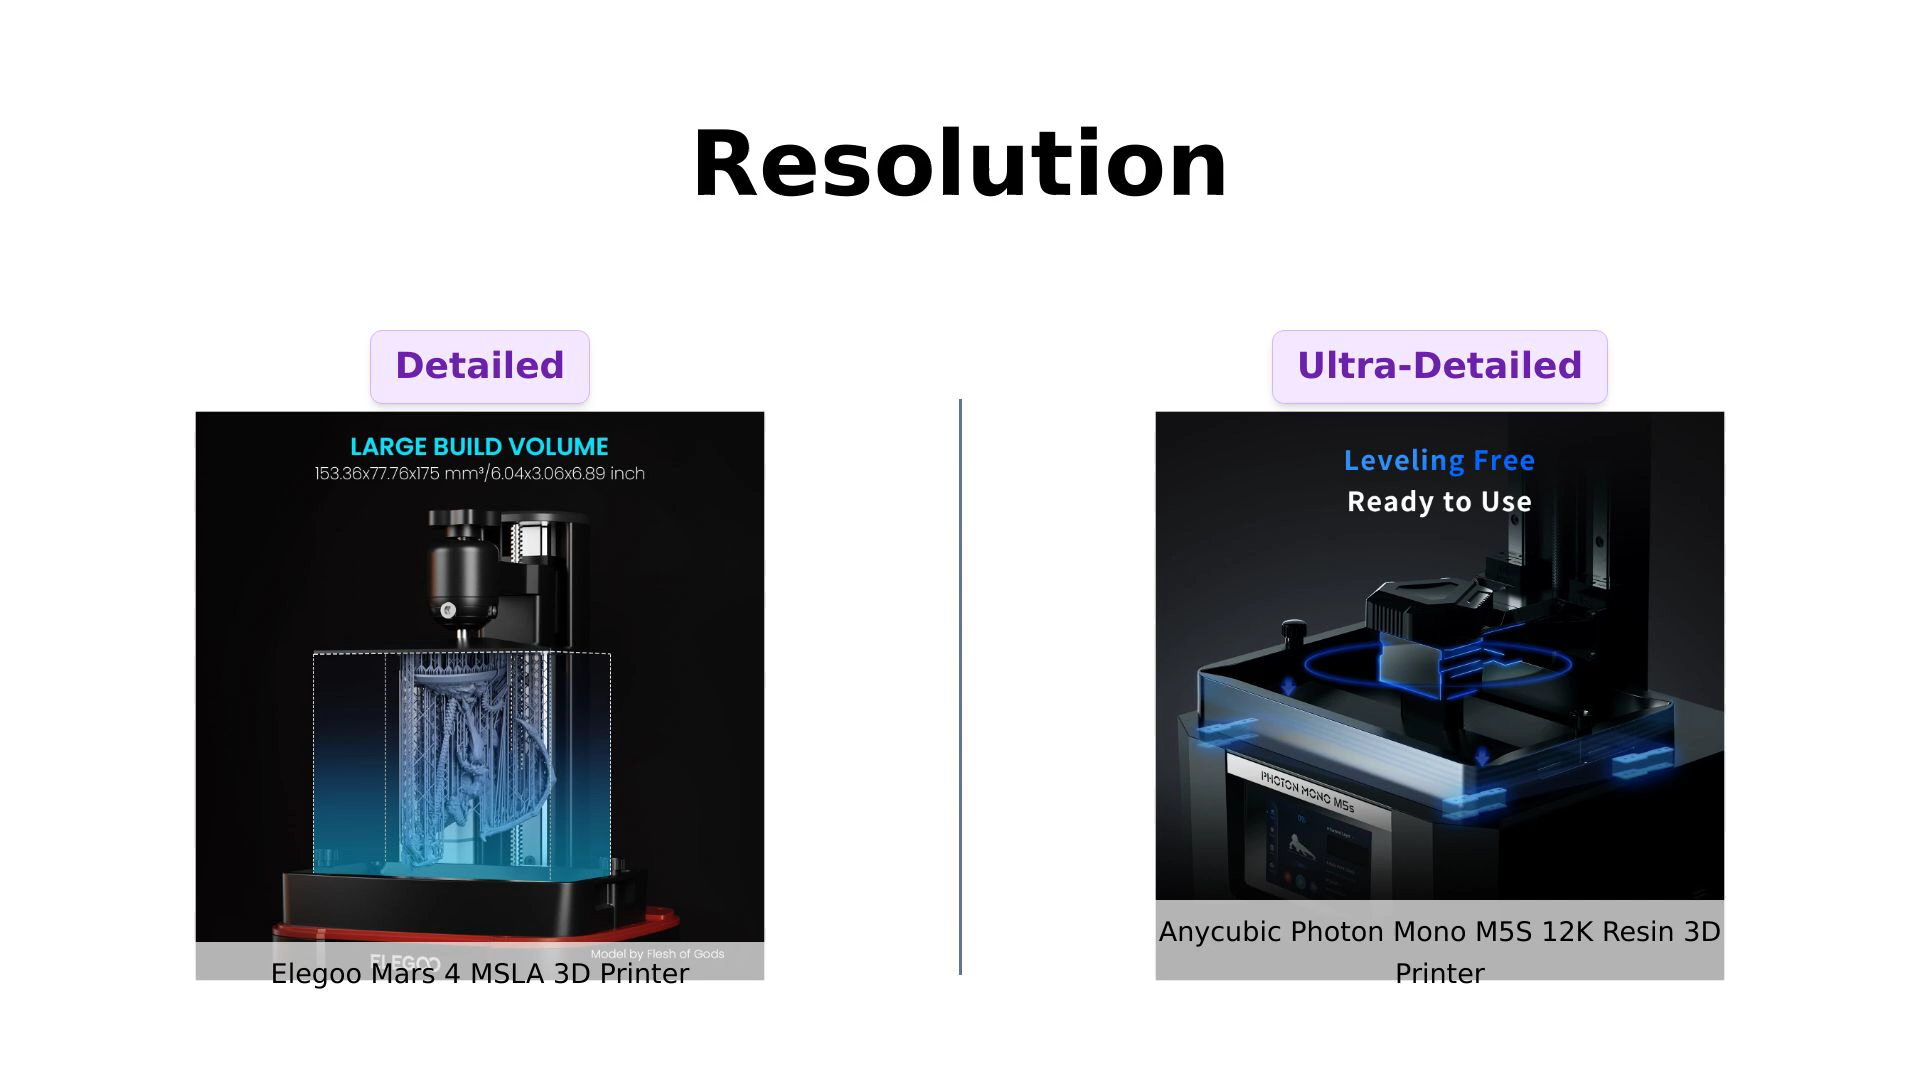 Resolution
Detailed
LARGE BUILD VOLUME
153.36x77.76x175 mm³/6.04x3.06x6.89 inch
Model by Flesh of Gods
ELEGOO
Elegoo Mars 4 MSLA 3D Printer
Ultra-Detailed
Leveling Free
Ready to Use
PHOTON MONO M5s
0%
Anycubic Photon Mono M5S 12K Resin 3D
Printer